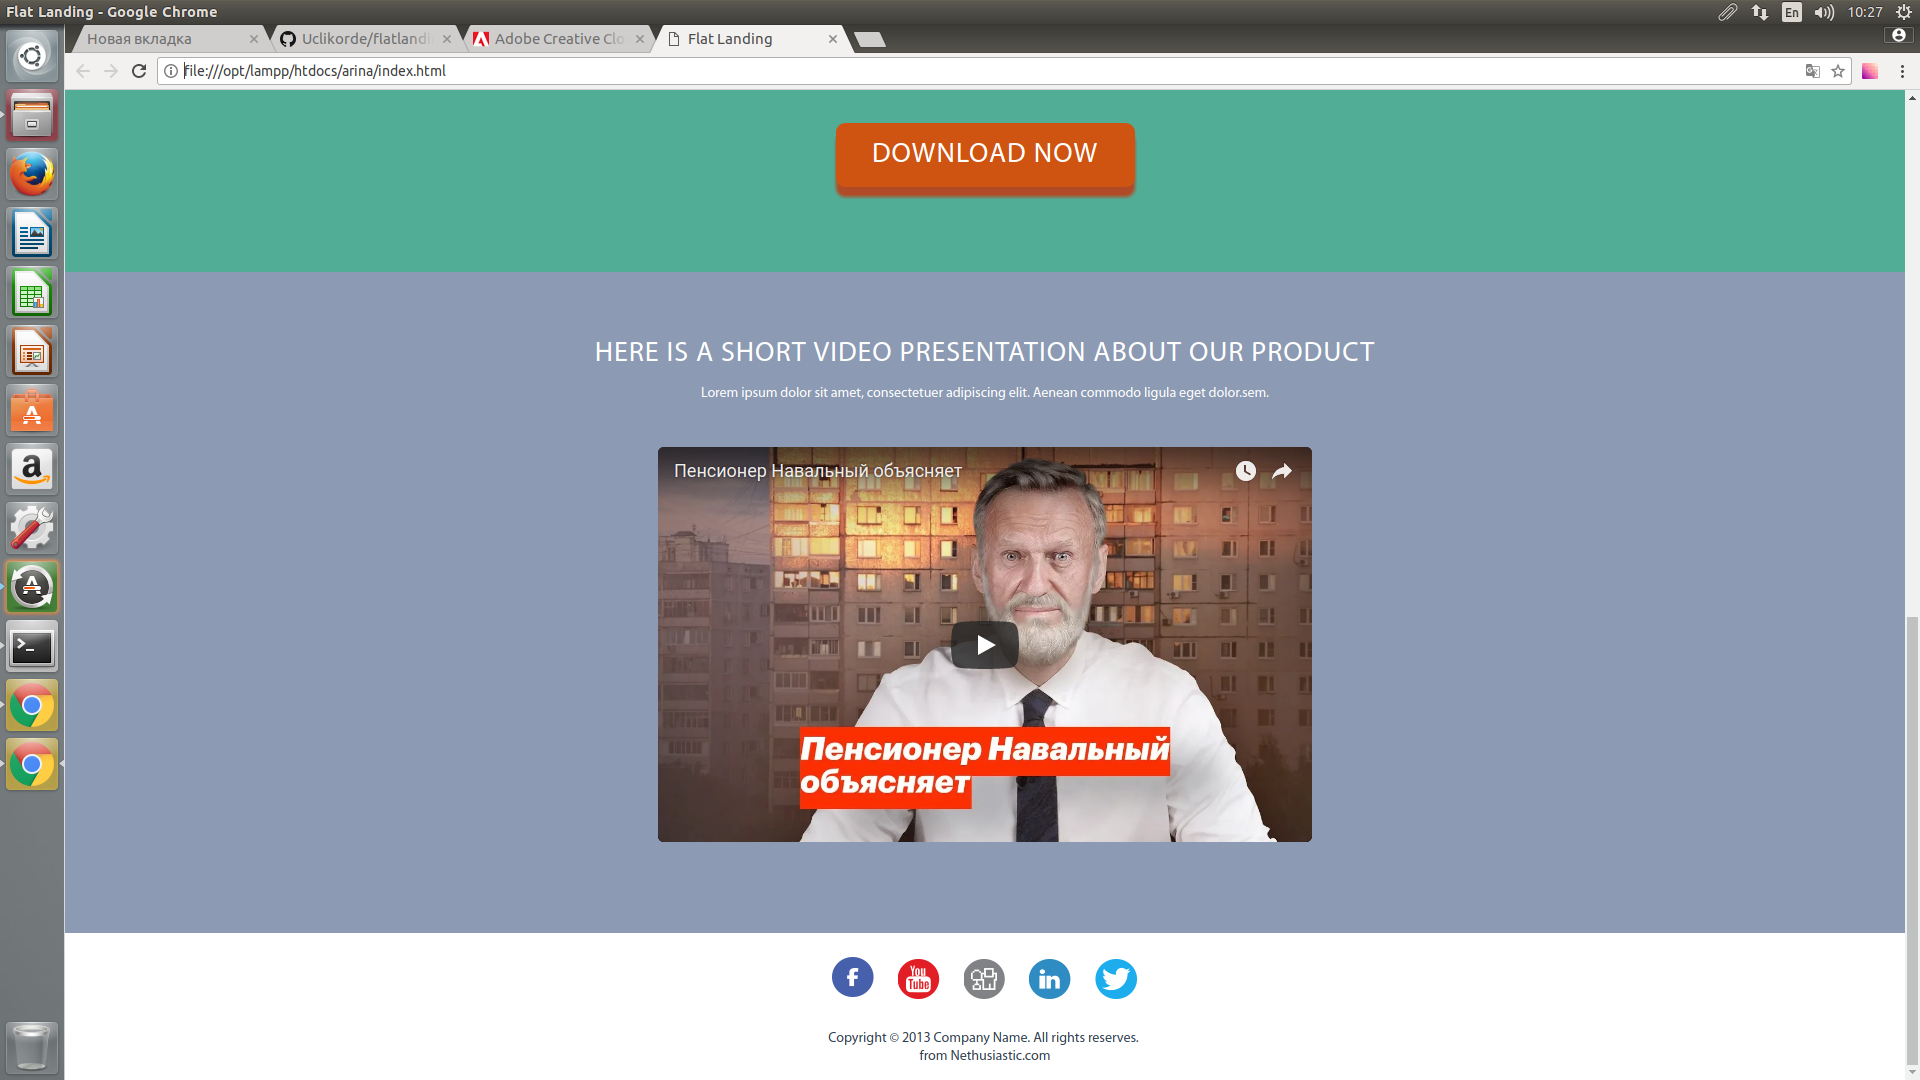 Flat Landing - Google Chrome
En
10:27
Новая вкладка
Uclikorde/flatlandi
Adobe Creative Clo
Flat Landing
file:///opt/lampp/htdocs/arina/index.html
DOWNLOAD NOW
HERE IS A SHORT VIDEO PRESENTATION ABOUT OUR PRODUCT
Lorem ipsum dolor sit amet, consectetuer adipiscing elit. Aenean commodo ligula eget dolor.sem.
Пенсионер Навальный объясняет
Пенсионер Навальный
объясняет
You
Tube
in
Copyright © 2013 Company Name. All rights reserves.
from Nethusiastic.com